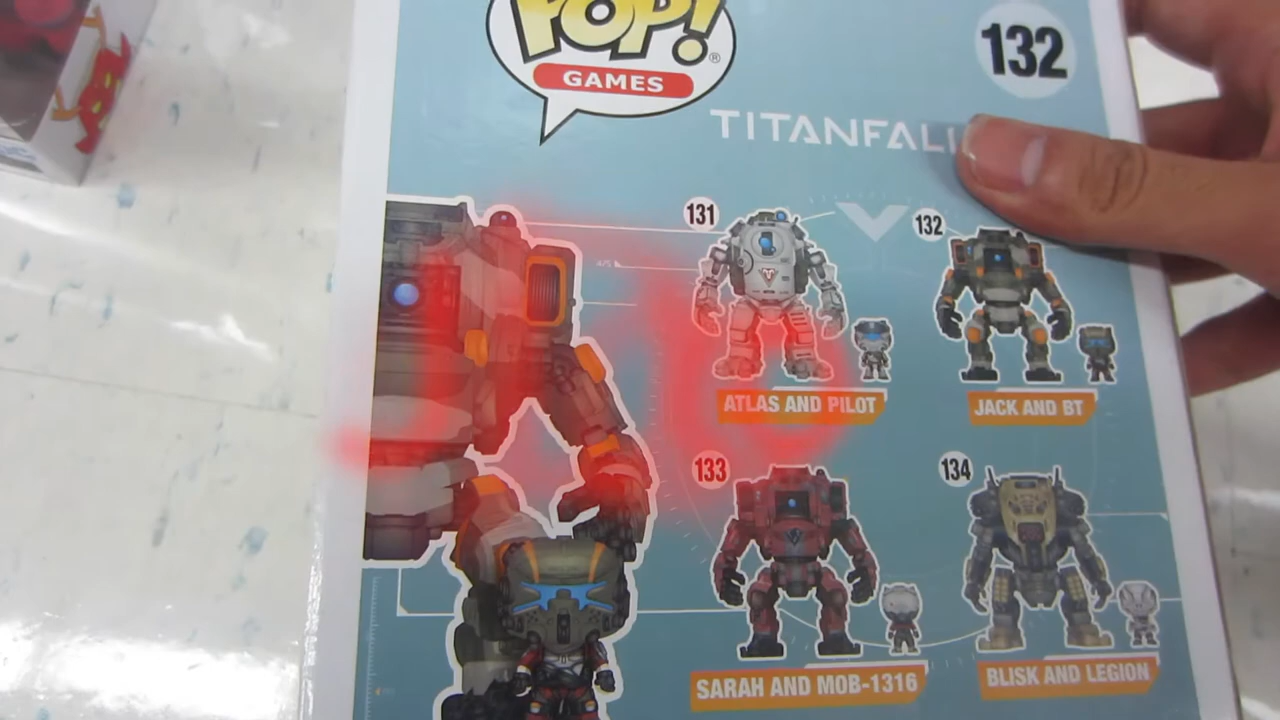 POP!
GAMES
132
TITANFALL
131
132
ATLAS AND PILOT
JACK AND BT
133
134
SARAH AND MOB-1316
BLISK AND LEGION